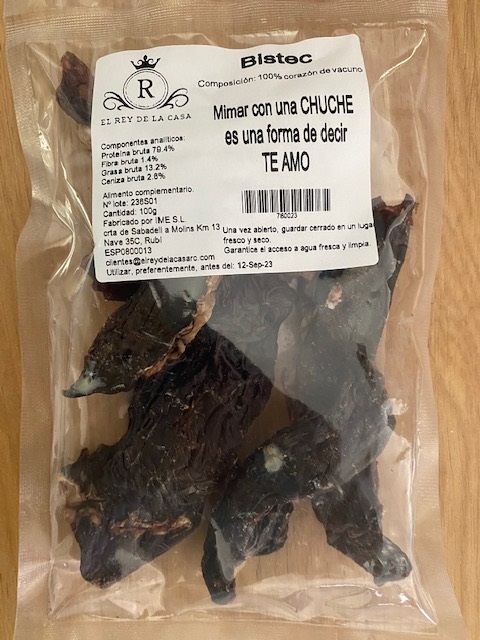 Bistec
Composición: 100% corazón de vacuno
R
EL REY DE LA CASA
Mimar con una CHUCHE
es una forma de decir
TE AMO
Componentes analíticos:
Proteína bruta 79.4%
Fibra bruta 1.4%
Grasa bruta 13.2%
Ceniza bruta 2.8%
Alimento complementario.
Nº lote: 236S01
Cantidad: 100g
Fabricado por IME S.L.
crta de Sabadell a Molins Km 13
Nave 35C, Rubí
ESP0800013
clientes@elreydelacasarc.com
Utilizar, preferentemente, antes del: 12-Sep-23
780023
Una vez abierto, guardar cerrado en un luga
fresco y seco.
Garantice el acceso a agua fresca y limpia.